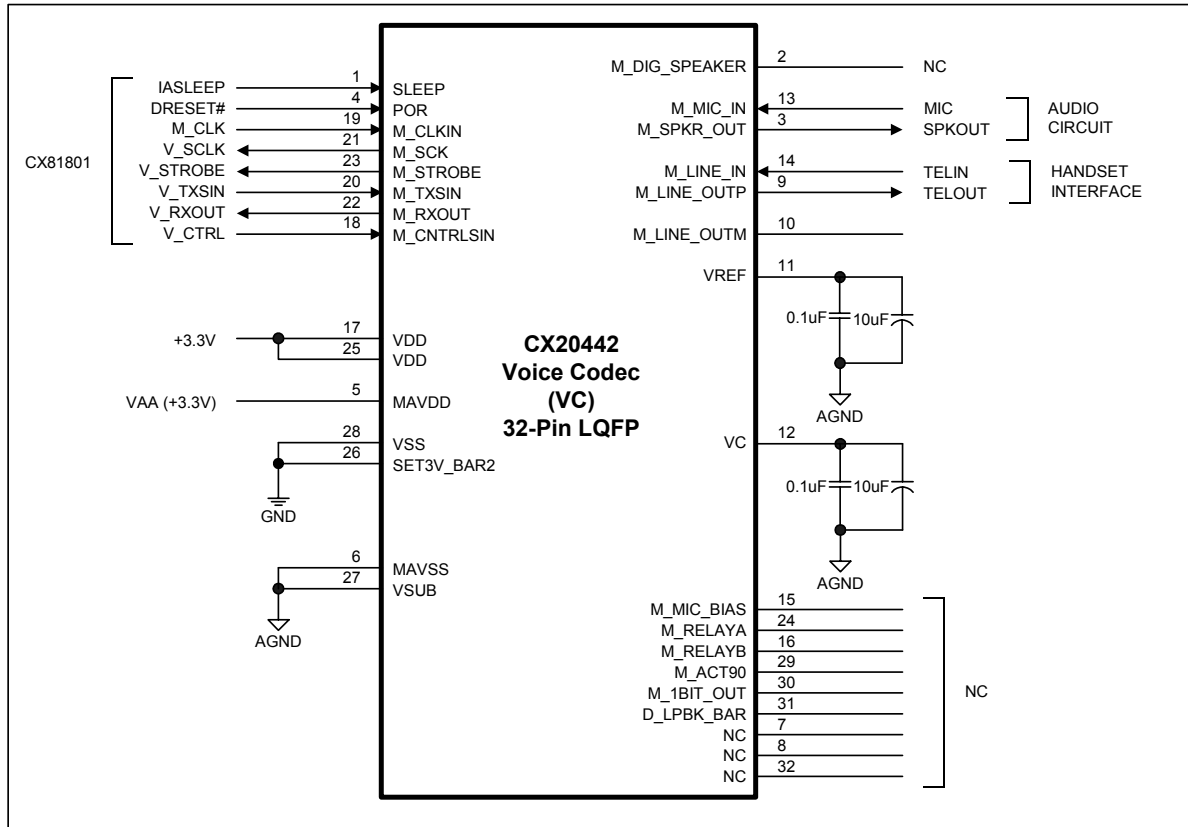 CX81801
IASLEEP 1 SLEEP
DRESET# 4 POR
M_CLK 19 M_CLKIN
V_SCLK 21 M_SCK
V_STROBE 23 M_STROBE
V_TXSIN 20 M_TXSIN
V_RXOUT 22 M_RXOUT
V_CTRL 18 M_CNTRLSIN
+3.3V 17 VDD
25 VDD
VAA (+3.3V) 5 MAVDD
28 VSS
26 SET3V_BAR2
GND
6 MAVSS
27 VSUB
AGND
CX20442
Voice Codec
(VC)
32-Pin LQFP
M_DIG_SPEAKER 2 NC
M_MIC_IN 13 MIC
M_SPKR_OUT 3 SPKOUT
AUDIO
CIRCUIT
M_LINE_IN 14 TELIN
M_LINE_OUTP 9 TELOUT
HANDSET
INTERFACE
M_LINE_OUTM 10
VREF 11
0.1uF 10uF
AGND
VC 12
0.1uF 10uF
AGND
M_MIC_BIAS 15
M_RELAYA 24
M_RELAYB 16
M_ACT90 29
M_1BIT_OUT 30
D_LPBK_BAR 31
NC 7
NC 8
NC 32
NC